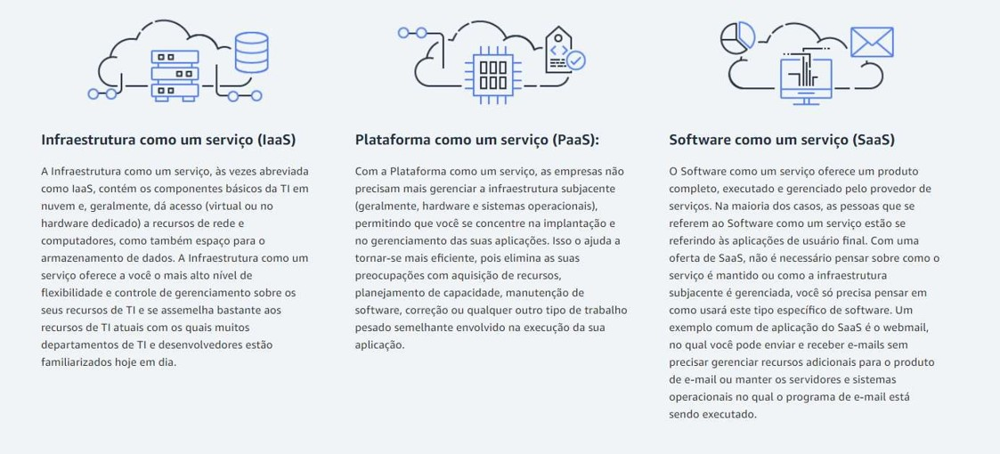 Infraestrutura como um serviço (IaaS)
A Infraestrutura como um serviço, às vezes abreviada
como IaaS, contém os componentes básicos da TI em
nuvem e, geralmente, dá acesso (virtual ou no
hardware dedicado) a recursos de rede e
computadores, como também espaço para o
armazenamento de dados. A Infraestrutura como um
serviço oferece a você o mais alto nível de
flexibilidade e controle de gerenciamento sobre os
seus recursos de TI e se assemelha bastante aos
recursos de TI atuais com os quais muitos
departamentos de TI e desenvolvedores estão
familiarizados hoje em dia.
Plataforma como um serviço (PaaS):
Com a Plataforma como um serviço, as empresas não
precisam mais gerenciar a infraestrutura subjacente
(geralmente, hardware e sistemas operacionais),
permitindo que você se concentre na implantação e
no gerenciamento das suas aplicações. Isso o ajuda a
tornar-se mais eficiente, pois elimina as suas
preocupações com aquisição de recursos,
planejamento de capacidade, manutenção de
software, correção ou qualquer outro tipo de trabalho
pesado semelhante envolvido na execução da sua
aplicação.
Software como um serviço (SaaS)
O Software como um serviço oferece um produto
completo, executado e gerenciado pelo provedor de
serviços. Na maioria dos casos, as pessoas que se
referem ao Software como um serviço estão se
referindo às aplicações de usuário final. Com uma
oferta de SaaS, não é necessário pensar sobre como o
serviço é mantido ou como a infraestrutura
subjacente é gerenciada, você só precisa pensar em
como usará este tipo específico de software. Um
exemplo comum de aplicação do SaaS é o webmail,
no qual você pode enviar e receber e-mails sem
precisar gerenciar recursos adicionais para o produto
de e-mail ou manter os servidores e sistemas
operacionais no qual o programa de e-mail está
sendo executado.